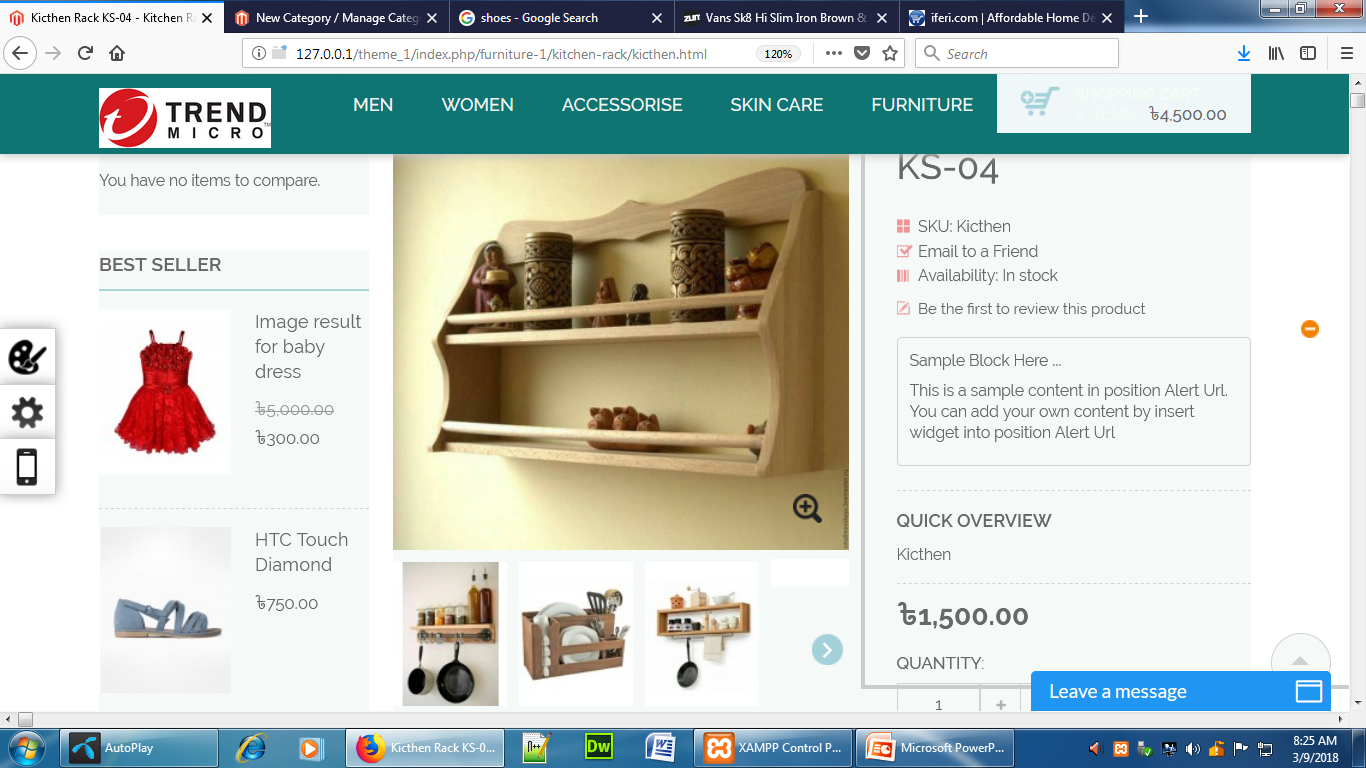 Kicthen Rack KS-04 - Kitchen Ra
New Category / Manage Categ
shoes - Google Search
Vans Sk8 Hi Slim Iron Brown &
iferi.com | Affordable Home De
127.0.0.1/theme_1/index.php/furniture-1/kitchen-rack/kicthen.html
120%
Search
TREND
MICRO
MEN
WOMEN
ACCESSORISE
SKIN CARE
FURNITURE
SHOPPING CART
৳4,500.00
You have no items to compare.
BEST SELLER
Image result
for baby
dress
৳5,000.00
৳300.00
HTC Touch
Diamond
৳750.00
KS-04
SKU: Kicthen
Email to a Friend
Availability: In stock
Be the first to review this product
Sample Block Here ...
This is a sample content in position Alert Url.
You can add your own content by insert
widget into position Alert Url
QUICK OVERVIEW
Kicthen
৳1,500.00
QUANTITY:
1
+
Leave a message
AutoPlay
Kicthen Rack KS-0...
Dw
XAMPP Control P...
Microsoft PowerP...
8:25 AM
3/9/2018